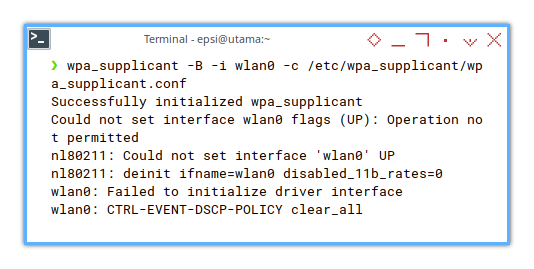 Terminal - epsi@utama:~
❯ wpa_supplicant -B -i wlan0 -c /etc/wpa_supplicant/wp
a_supplicant.conf
Successfully initialized wpa_supplicant
Could not set interface wlan0 flags (UP): Operation no
t permitted
nl80211: Could not set interface 'wlan0' UP
nl80211: deinit ifname=wlan0 disabled_11b_rates=0
wlan0: Failed to initialize driver interface
wlan0: CTRL-EVENT-DSCP-POLICY clear_all